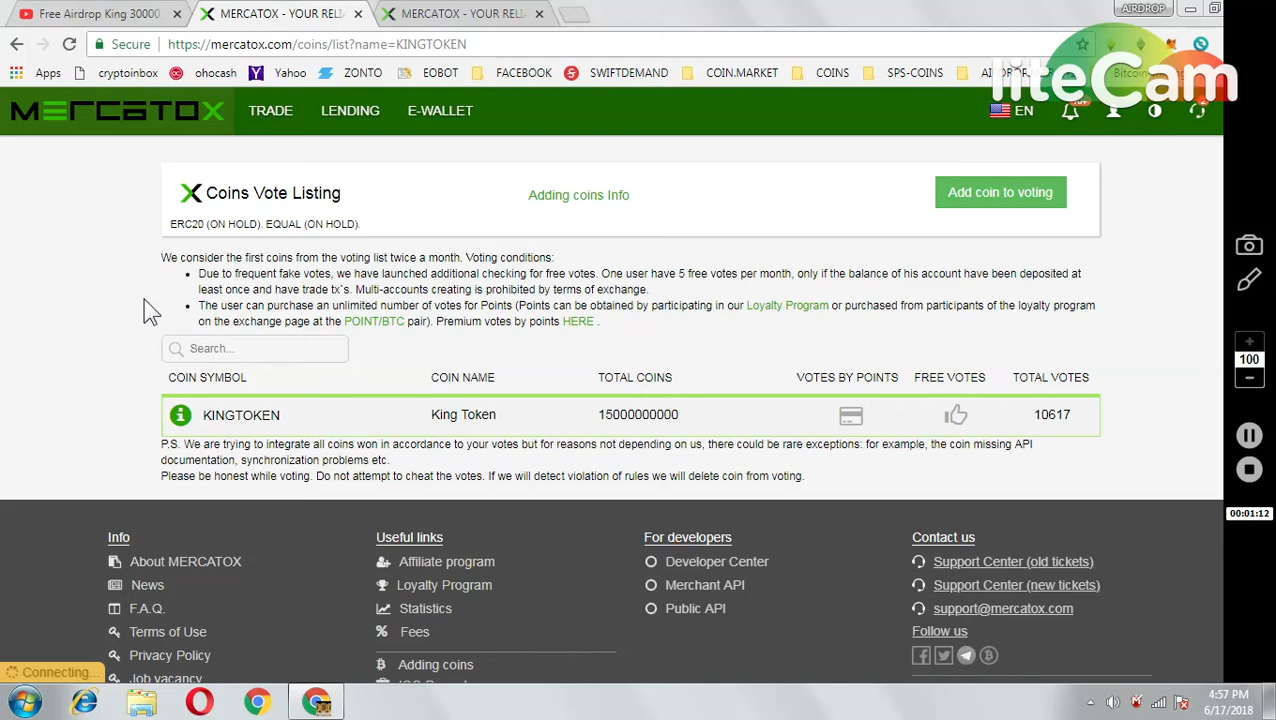 Free Airdrop King 30000
MERCATOX - YOUR RELI
MERCATOX - YOUR RELI
AIRDROP
Secure
https://mercatox.com/coins/list?name=KINGTOKEN
Apps
cryptoinbox
ohocash
Yahoo
ZONTO
EOBOT
FACEBOOK
SWIFTDEMAND
COIN.MARKET
COINS
SPS-COINS
liteCam
MERCATOX
TRADE
LENDING
E-WALLET
EN
Coins Vote Listing
Adding coins Info
Add coin to voting
ERC20 (ON HOLD). EQUAL (ON HOLD).
We consider the first coins from the voting list twice a month. Voting conditions:
Due to frequent fake votes, we have launched additional checking for free votes. One user have 5 free votes per month, only if the balance of his account have been deposited at
least once and have trade tx`s. Multi-accounts creating is prohibited by terms of exchange.
The user can purchase an unlimited number of votes for Points (Points can be obtained by participating in our Loyalty Program or purchased from participants of the loyalty program
on the exchange page at the POINT/BTC pair). Premium votes by points HERE .
Search...
COIN SYMBOL COIN NAME TOTAL COINS VOTES BY POINTS FREE VOTES TOTAL VOTES
KINGTOKEN King Token 15000000000 10617
P.S. We are trying to integrate all coins won in accordance to your votes but for reasons not depending on us, there could be rare exceptions: for example, the coin missing API
documentation, synchronization problems etc.
Please be honest while voting. Do not attempt to cheat the votes. If we will detect violation of rules we will delete coin from voting.
100
00:01:12
Info
About MERCATOX
News
F.A.Q.
Terms of Use
Privacy Policy
Job vacancy
Useful links
Affiliate program
Loyalty Program
Statistics
Fees
Adding coins
For developers
Developer Center
Merchant API
Public API
Contact us
Support Center (old tickets)
Support Center (new tickets)
support@mercatox.com
Follow us
Connecting...
4:57 PM
6/17/2018